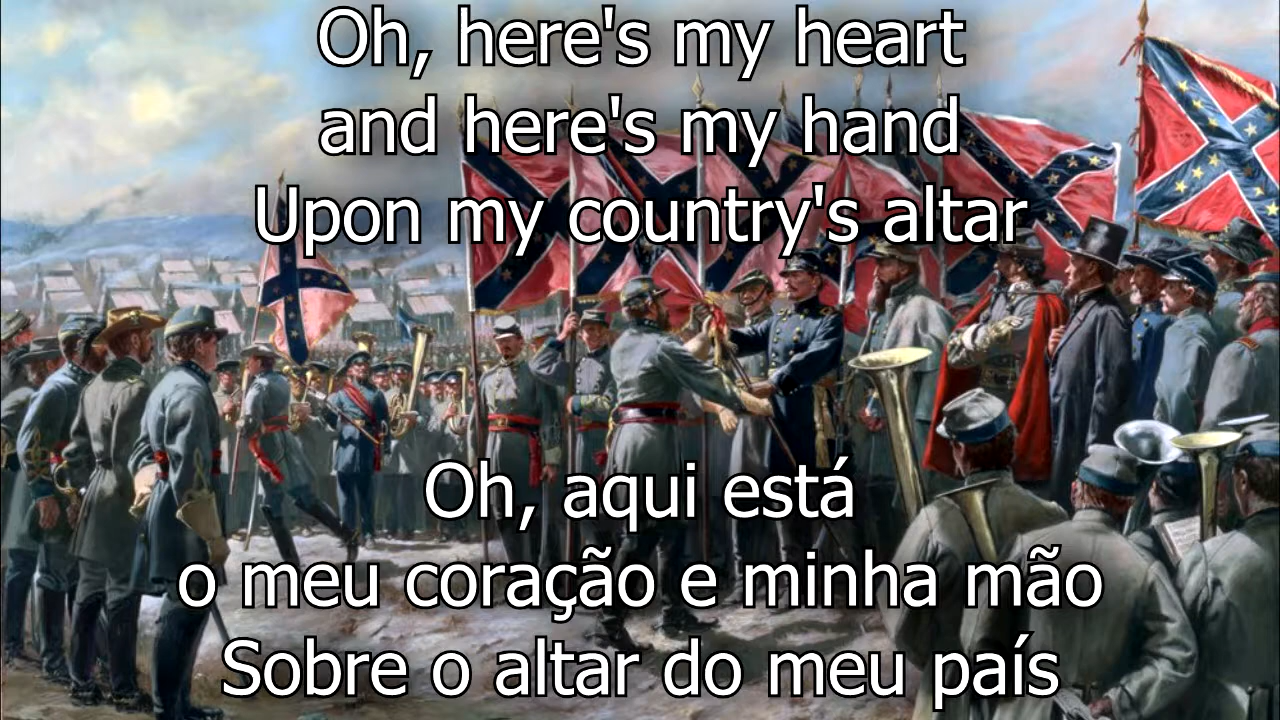 Oh, here's my heart
and here's my hand
Upon my country's altar
Oh, aqui está
o meu coração e minha mão
Sobre o altar do meu país